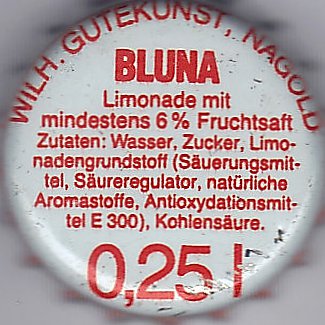 WILH. GUTEKUNST, NAGOLD
BLUNA
Limonade mit
mindestens 6% Fruchtsaft
Zutaten: Wasser, Zucker, Limo-
nadengrundstoff (Säuerungsmit-
tel, Säureregulator, natürliche
Aromastoffe, Antioxydationsmit-
tel E 300), Kohlensäure.
0,25 l